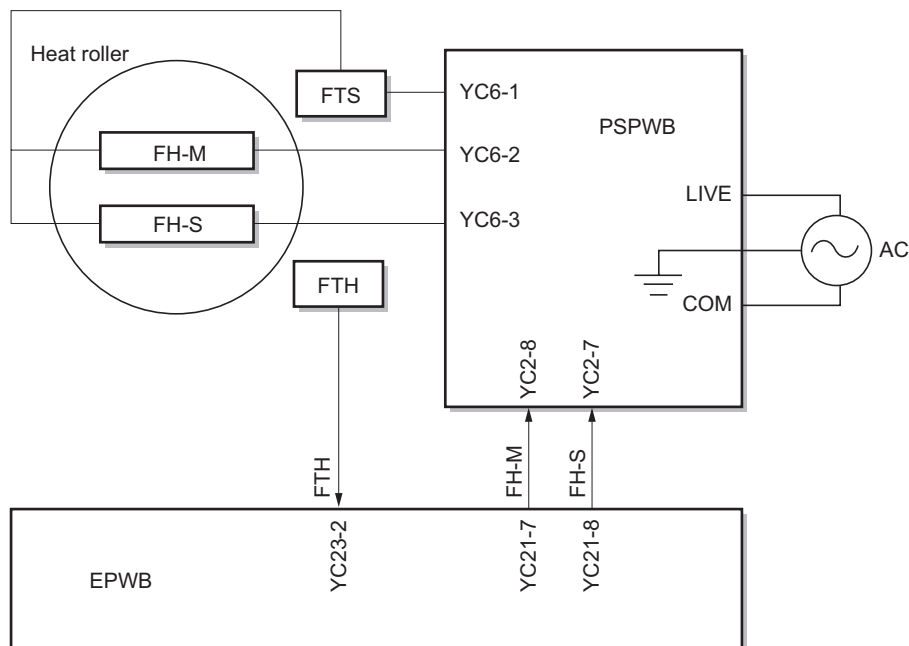 Heat roller
FTS
YC6-1
PSPWB
FH-M
YC6-2
LIVE
FH-S
YC6-3
AC
FTH
COM
YC2-8
YC2-7
FTH
FH-M
FH-S
YC23-2
YC21-7
YC21-8
EPWB